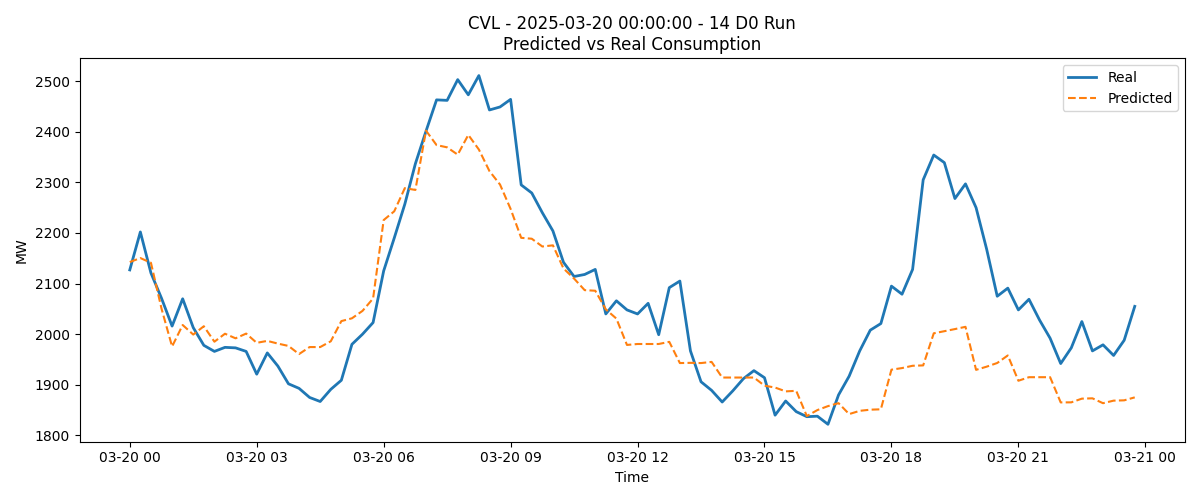 CVL - 2025-03-20 00:00:00 - 14 D0 Run
Predicted vs Real Consumption
Real
Predicted
MW
2500
2400
2300
2200
2100
2000
1900
1800
03-20 00
03-20 03
03-20 06
03-20 09
03-20 12
03-20 15
03-20 18
03-20 21
03-21 00
Time